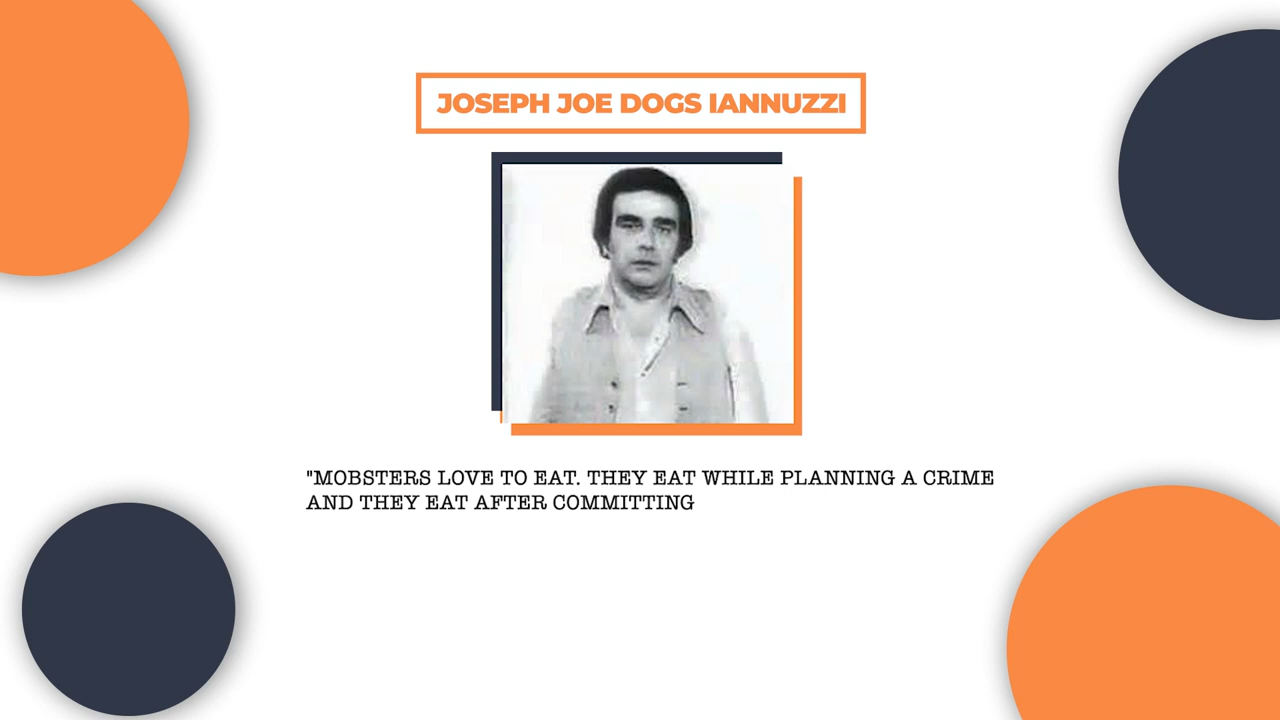 JOSEPH JOE DOGS IANNUZZI
"MOBSTERS LOVE TO EAT. THEY EAT WHILE PLANNING A CRIME
AND THEY EAT AFTER COMMITTING